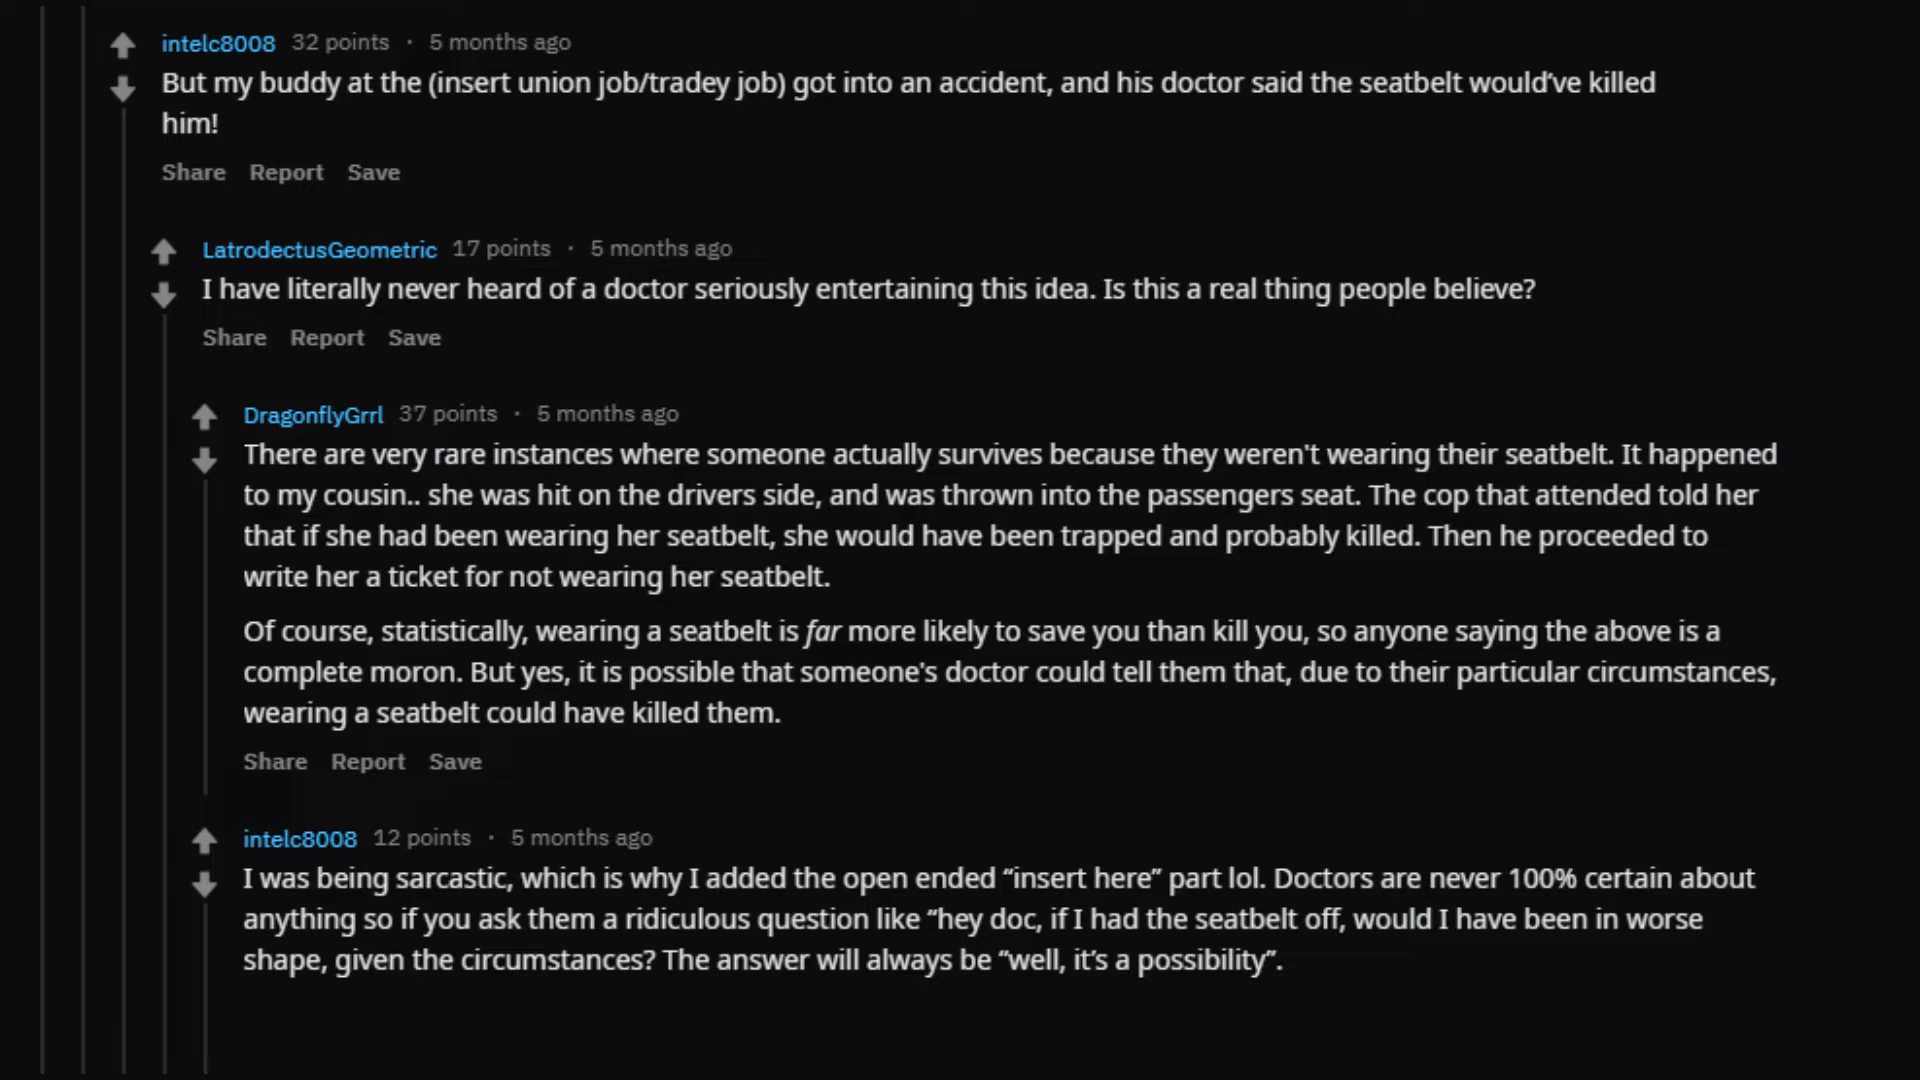 intelc8008 32 points · 5 months ago
But my buddy at the (insert union job/tradey job) got into an accident, and his doctor said the seatbelt would’ve killed
him!
Share Report Save
LatrodectusGeometric 17 points · 5 months ago
I have literally never heard of a doctor seriously entertaining this idea. Is this a real thing people believe?
Share Report Save
DragonflyGrrl 37 points · 5 months ago
There are very rare instances where someone actually survives because they weren't wearing their seatbelt. It happened
to my cousin.. she was hit on the drivers side, and was thrown into the passengers seat. The cop that attended told her
that if she had been wearing her seatbelt, she would have been trapped and probably killed. Then he proceeded to
write her a ticket for not wearing her seatbelt.
Of course, statistically, wearing a seatbelt is far more likely to save you than kill you, so anyone saying the above is a
complete moron. But yes, it is possible that someone's doctor could tell them that, due to their particular circumstances,
wearing a seatbelt could have killed them.
Share Report Save
intelc8008 12 points · 5 months ago
I was being sarcastic, which is why I added the open ended “insert here” part lol. Doctors are never 100% certain about
anything so if you ask them a ridiculous question like “hey doc, if I had the seatbelt off, would I have been in worse
shape, given the circumstances? The answer will always be “well, it’s a possibility”.